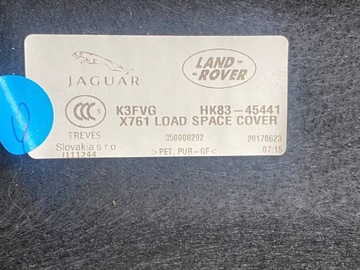 JAGUAR
LAND ROVER
K3FVG HK83-45441
X761 LOAD SPACE COVER
TREVES 350008292 20170623
Slovakia s.r.o 07:15
I111244 >PET, PUR-GF<